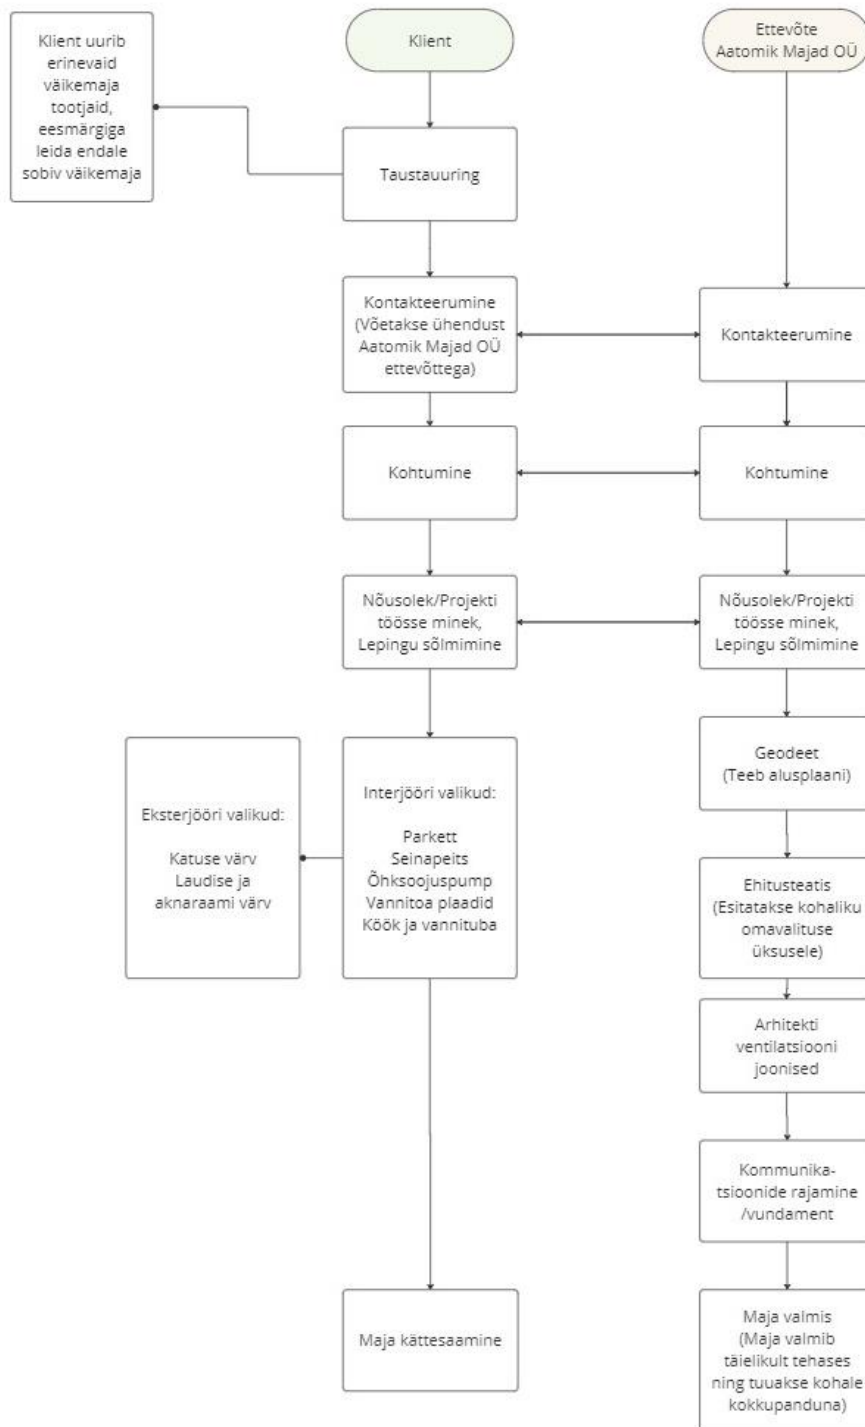 Klient uurib
erinevaid
väikemaja
tootjaid,
eesmärgiga
leida endale
sobiv väikemaja
Klient
Ettevõte
Aatomik Majad OÜ
Taustauuring
Kontakteerumine
(Võetakse ühendust
Aatomik Majad OÜ
ettevõttega)
Kontakteerumine
Kohtumine
Kohtumine
Nõusolek/Projekti
töösse minek,
Lepingu sõlmimine
Nõusolek/Projekti
töösse minek,
Lepingu sõlmimine
Geodeet
(Teeb alusplaani)
Eksterjööri valikud:
Katuse värv
Laudise ja
aknaraami värv
Interjööri valikud:
Parkett
Seinapeits
Õhksoojuspump
Vannitoa plaadid
Köök ja vannituba
Ehitusteatis
(Esitatakse kohaliku
omavalituse
üksusele)
Arhitekti
ventilatsiooni
joonised
Kommunika-
tsioonide rajamine
/vundament
Maja kättesaamine
Maja valmis
(Maja valmib
täielikult tehases
ning tuuakse kohale
kokkupanduna)